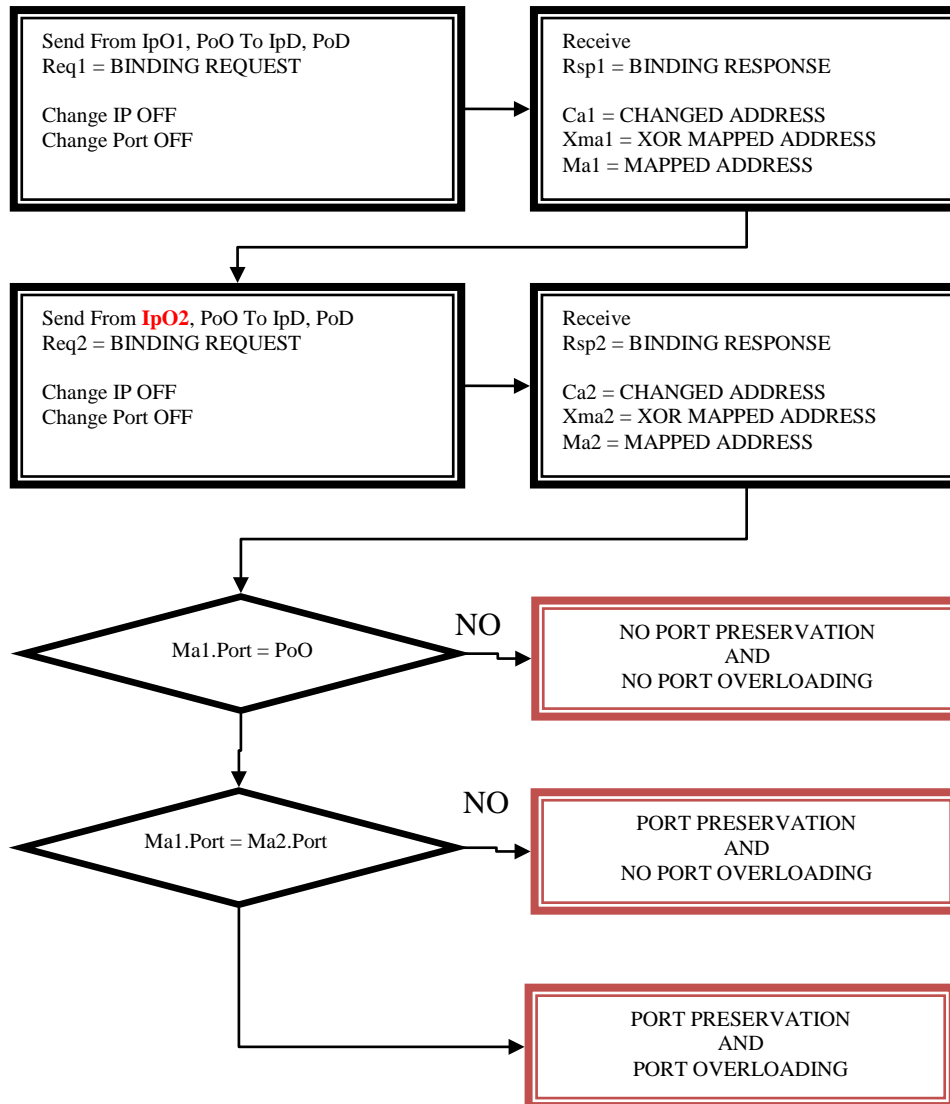 Send From IpO1, PoO To IpD, PoD
Req1 = BINDING REQUEST
Change IP OFF
Change Port OFF
Receive
Rsp1 = BINDING RESPONSE
Ca1 = CHANGED ADDRESS
Xma1 = XOR MAPPED ADDRESS
Ma1 = MAPPED ADDRESS
Send From IpO2, PoO To IpD, PoD
Req2 = BINDING REQUEST
Change IP OFF
Change Port OFF
Receive
Rsp2 = BINDING RESPONSE
Ca2 = CHANGED ADDRESS
Xma2 = XOR MAPPED ADDRESS
Ma2 = MAPPED ADDRESS
Ma1.Port = PoO
NO
NO PORT PRESERVATION
AND
NO PORT OVERLOADING
Ma1.Port = Ma2.Port
NO
PORT PRESERVATION
AND
NO PORT OVERLOADING
PORT PRESERVATION
AND
PORT OVERLOADING